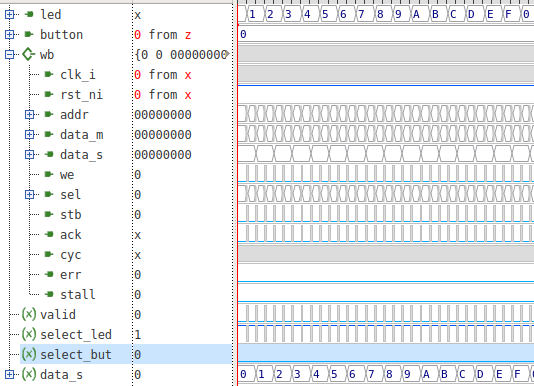 led x 1 2 3 4 5 6 7 8 9 A B C D E F 0
button 0 from z 0
wb {0 0 00000000
clk_i 0 from x
rst_ni 0 from x
addr 00000000
data_m 00000000
data_s 00000000
we 0
sel 0
stb 0
ack x
cyc x
err 0
stall 0
(x) valid 0
(x) select_led 1
(x) select_but 0
(x) data_s 0 0 1 2 3 4 5 6 7 8 9 A B C D E F